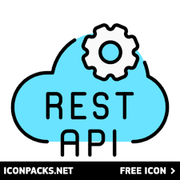 REST
API
ICONPACKS.NET FREE ICON >